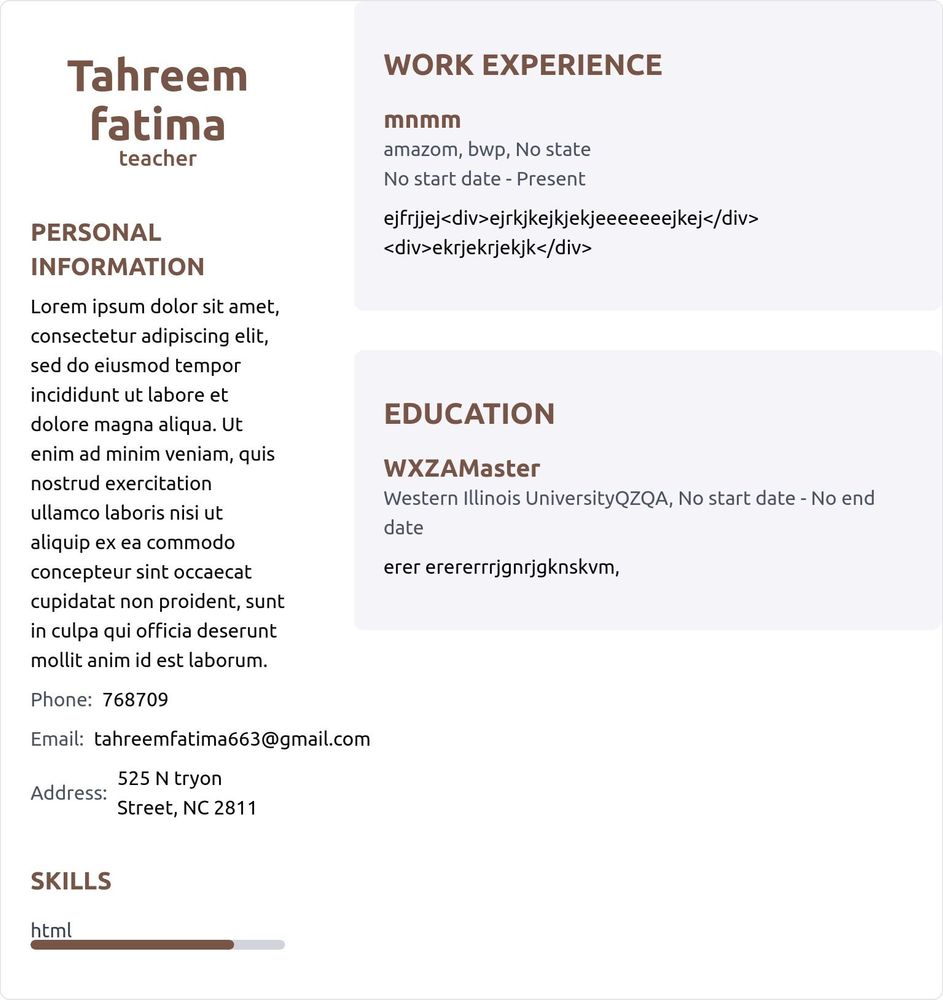 Tahreem
fatima
teacher
PERSONAL
INFORMATION
Lorem ipsum dolor sit amet,
consectetur adipiscing elit,
sed do eiusmod tempor
incididunt ut labore et
dolore magna aliqua. Ut
enim ad minim veniam, quis
nostrud exercitation
ullamco laboris nisi ut
aliquip ex ea commodo
concepteur sint occaecat
cupidatat non proident, sunt
in culpa qui officia deserunt
mollit anim id est laborum.
Phone: 768709
Email: tahreemfatima663@gmail.com
Address: 525 N tryon
Street, NC 2811
SKILLS
html
WORK EXPERIENCE
mnmm
amazom, bwp, No state
No start date - Present
ejfrjjej<div>ejrkjkejkjekjeeeeeeejkej</div>
<div>ekrjekrjekjk</div>
EDUCATION
WXZAMaster
Western Illinois UniversityQZQA, No start date - No end
date
erer erererrrjgnrjgknskvm,